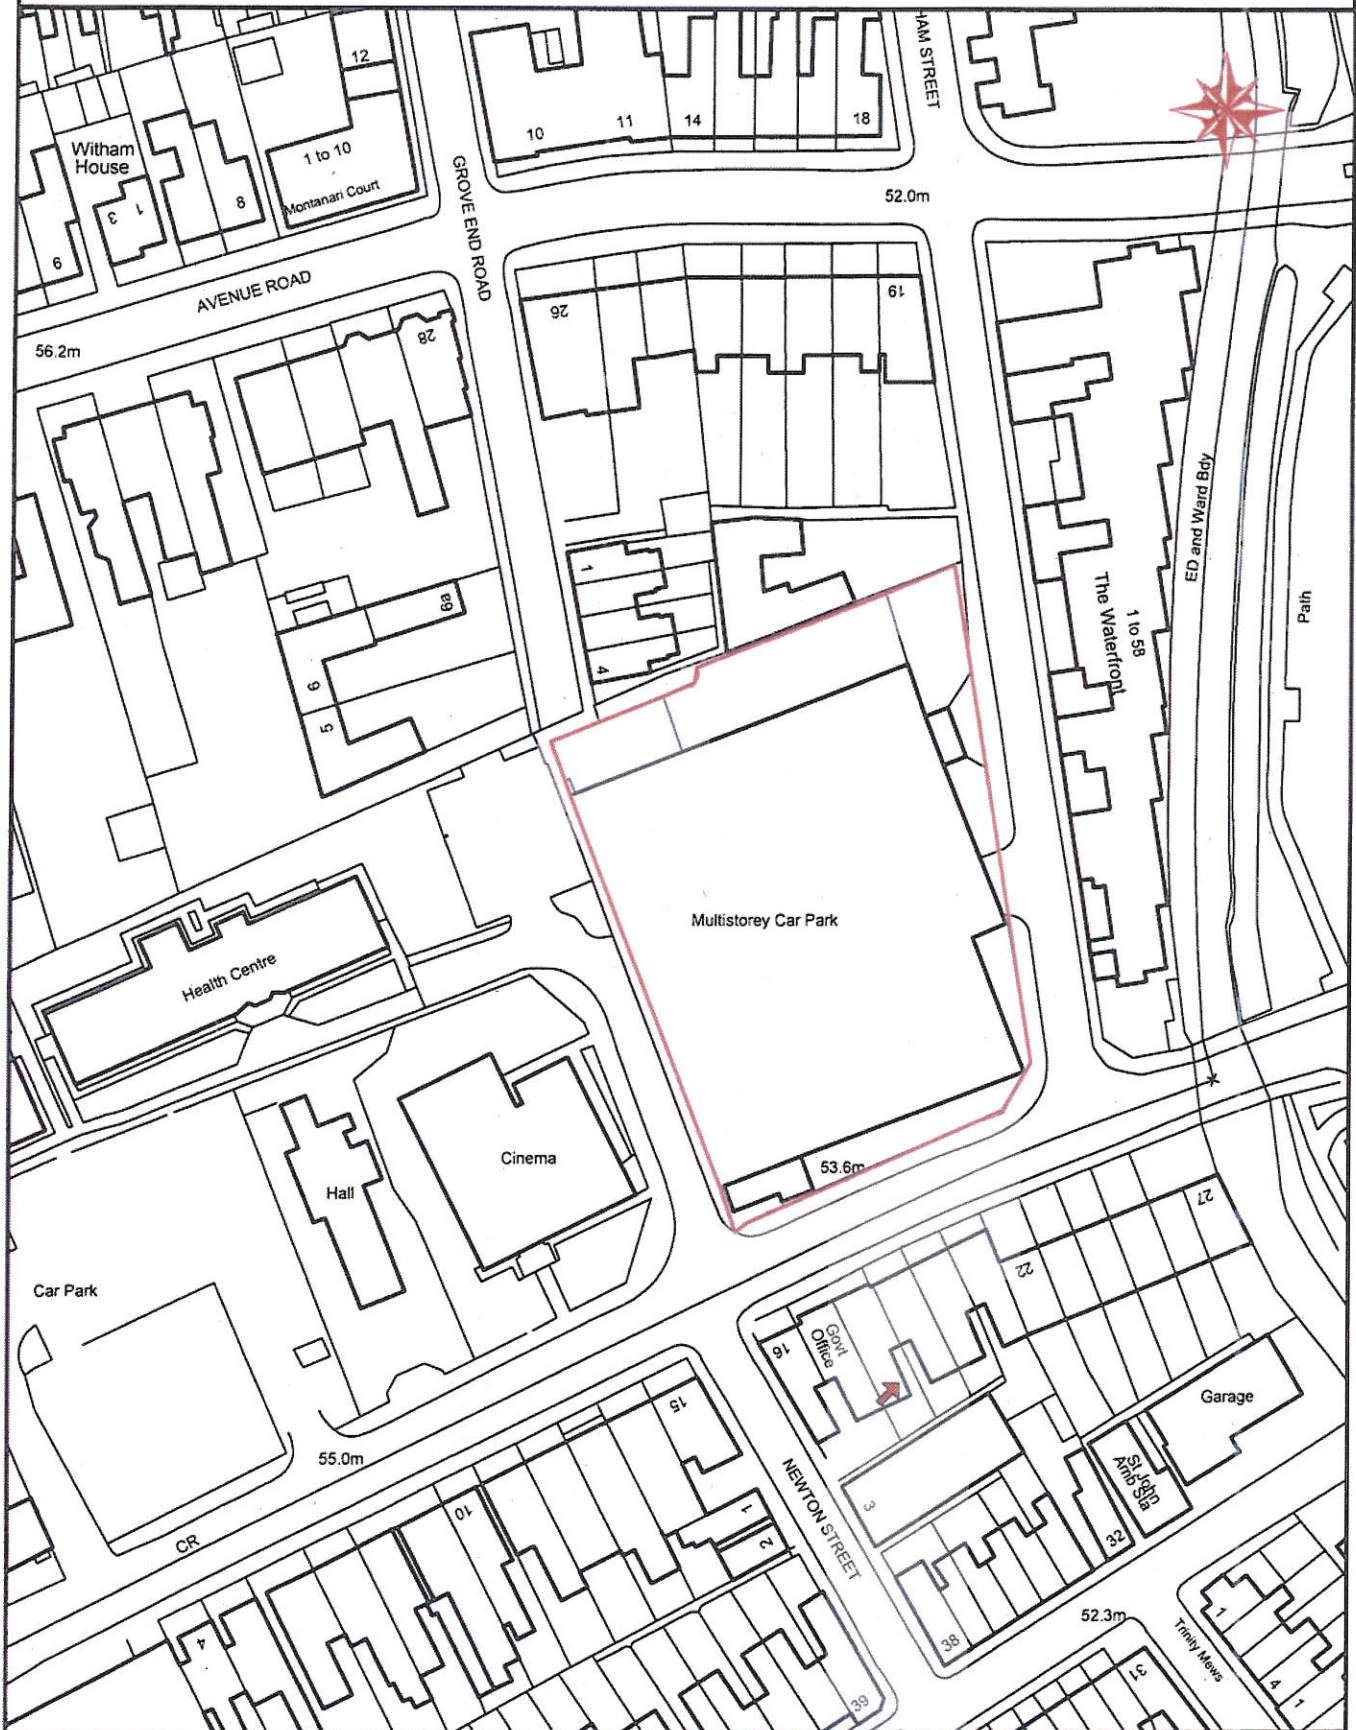 HAM STREET
12
10
11
14
18
Witham
House
1 to 10
Montanari Court
3
1
8
6
GROVE END ROAD
52.0m
AVENUE ROAD
56.2m
28
26
19
ED and Ward Bdy
1
4
6a
6
5
1 to 58
The Waterfront
Path
Multistorey Car Park
Health Centre
Cinema
Hall
53.6m
Car Park
27
22
16
Govt
Office
15
Garage
55.0m
St John
Amb Sta
NEWTON STREET
3
10
1
2
32
CR
38
52.3m
Trinity Mews
1
4
1
4
39
31